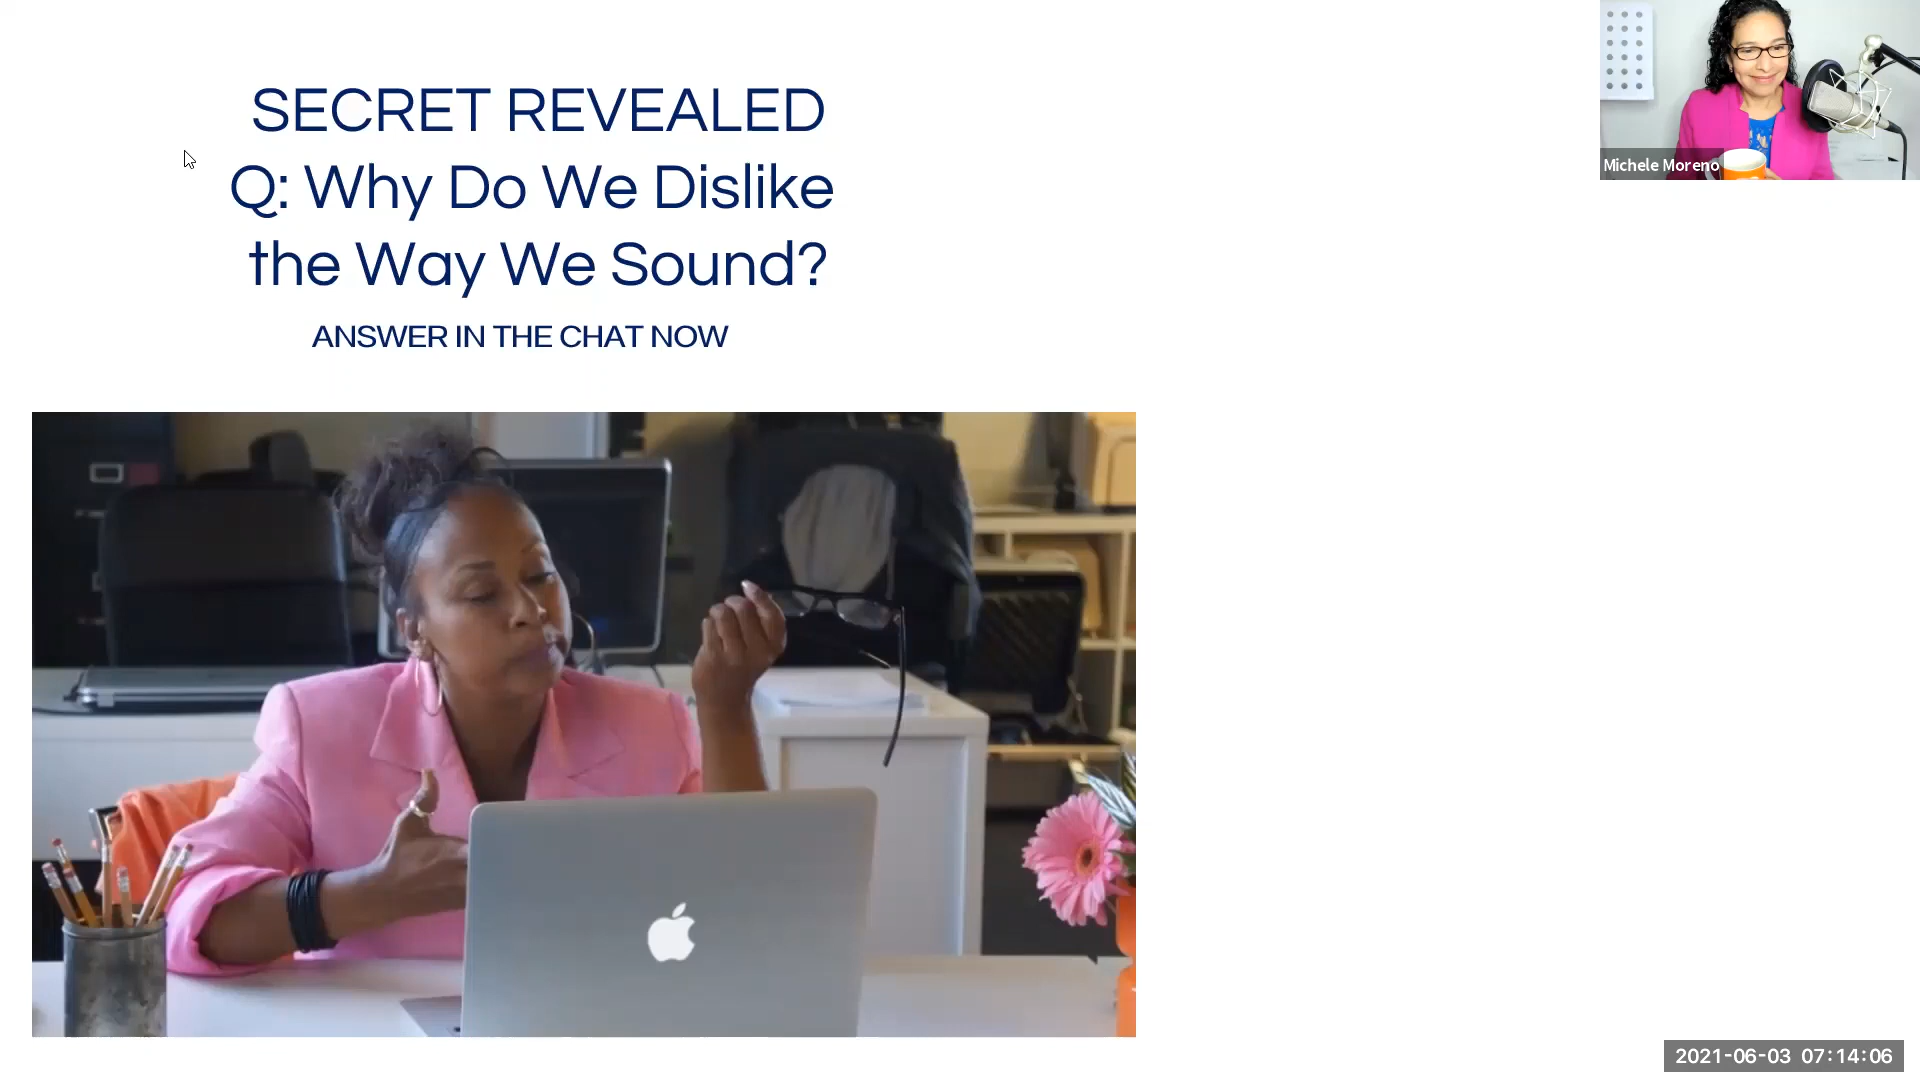 SECRET REVEALED
Q: Why Do We Dislike
the Way We Sound?
ANSWER IN THE CHAT NOW
Michele Moreno
2021-06-03 07:14:06